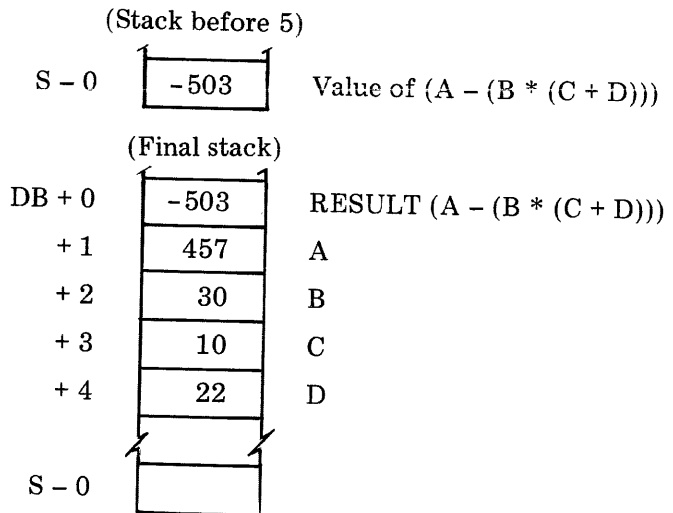 (Stack before 5)
S – 0 -503 Value of (A – (B * (C + D)))
(Final stack)
DB + 0 -503 RESULT (A – (B * (C + D)))
+ 1 457 A
+ 2 30 B
+ 3 10 C
+ 4 22 D
S – 0